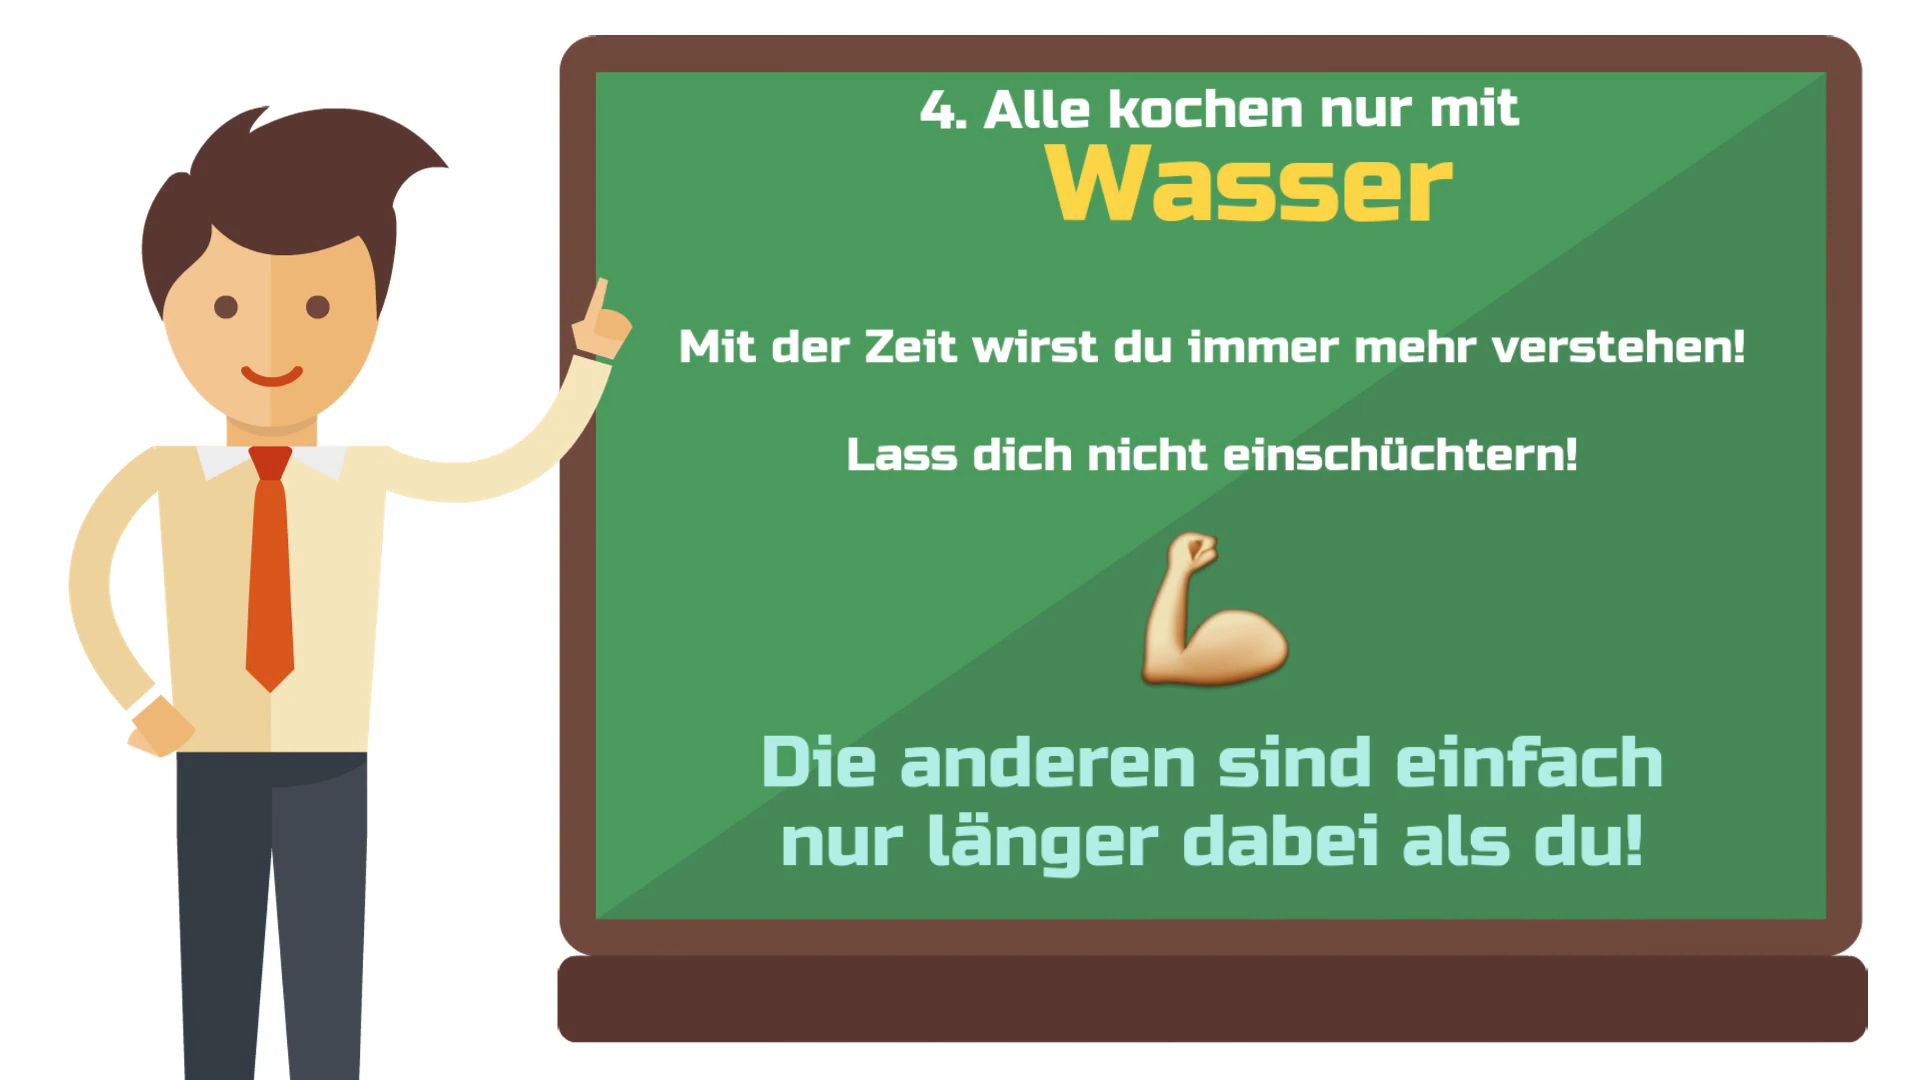 4. Alle kochen nur mit
Wasser
Mit der Zeit wirst du immer mehr verstehen!
Lass dich nicht einschüchtern!
Die anderen sind einfach
nur länger dabei als du!